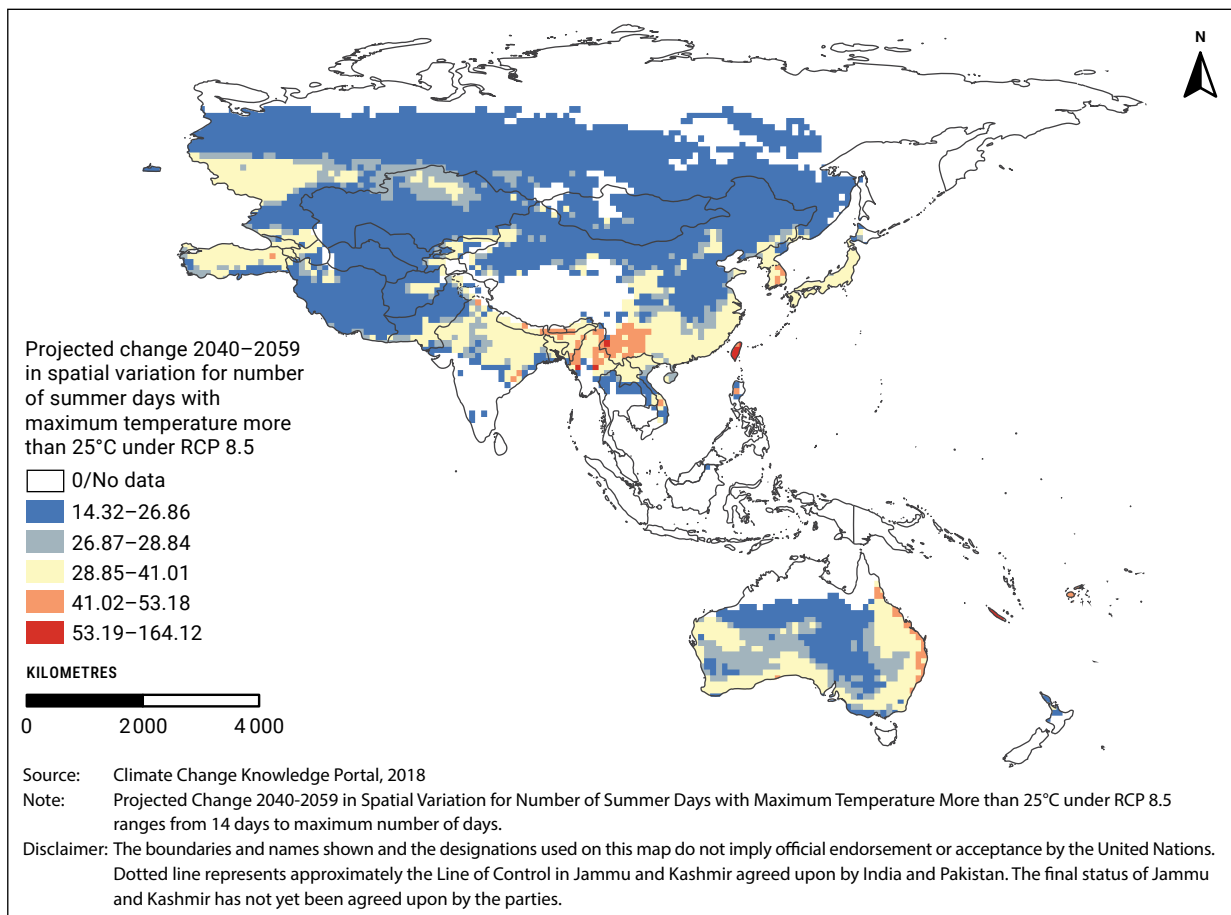 N
Projected change 2040–2059
in spatial variation for number
of summer days with
maximum temperature more
than 25°C under RCP 8.5
0/No data
14.32–26.86
26.87–28.84
28.85–41.01
41.02–53.18
53.19–164.12
KILOMETRES
0 2 000 4 000
Source: Climate Change Knowledge Portal, 2018
Note: Projected Change 2040-2059 in Spatial Variation for Number of Summer Days with Maximum Temperature More than 25°C under RCP 8.5
ranges from 14 days to maximum number of days.
Disclaimer: The boundaries and names shown and the designations used on this map do not imply official endorsement or acceptance by the United Nations.
Dotted line represents approximately the Line of Control in Jammu and Kashmir agreed upon by India and Pakistan. The final status of Jammu
and Kashmir has not yet been agreed upon by the parties.